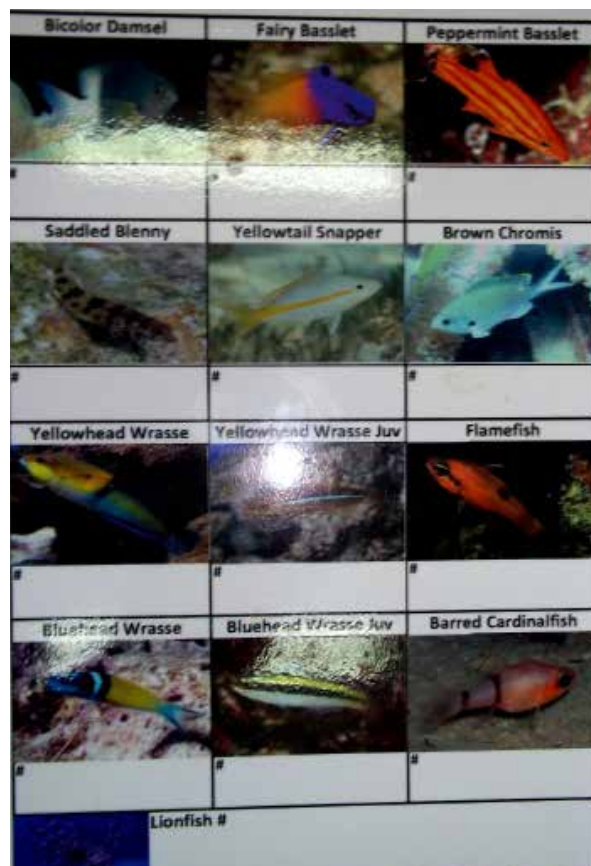 Bicolor Damsel Fairy Basslet Peppermint Basslet
# # #
Saddled Blenny Yellowtail Snapper Brown Chromis
# # #
Yellowhead Wrasse Yellowhead Wrasse Juv Flamefish
# # #
Bluehead Wrasse Bluehead Wrasse Juv Barred Cardinalfish
# # #
Lionfish #